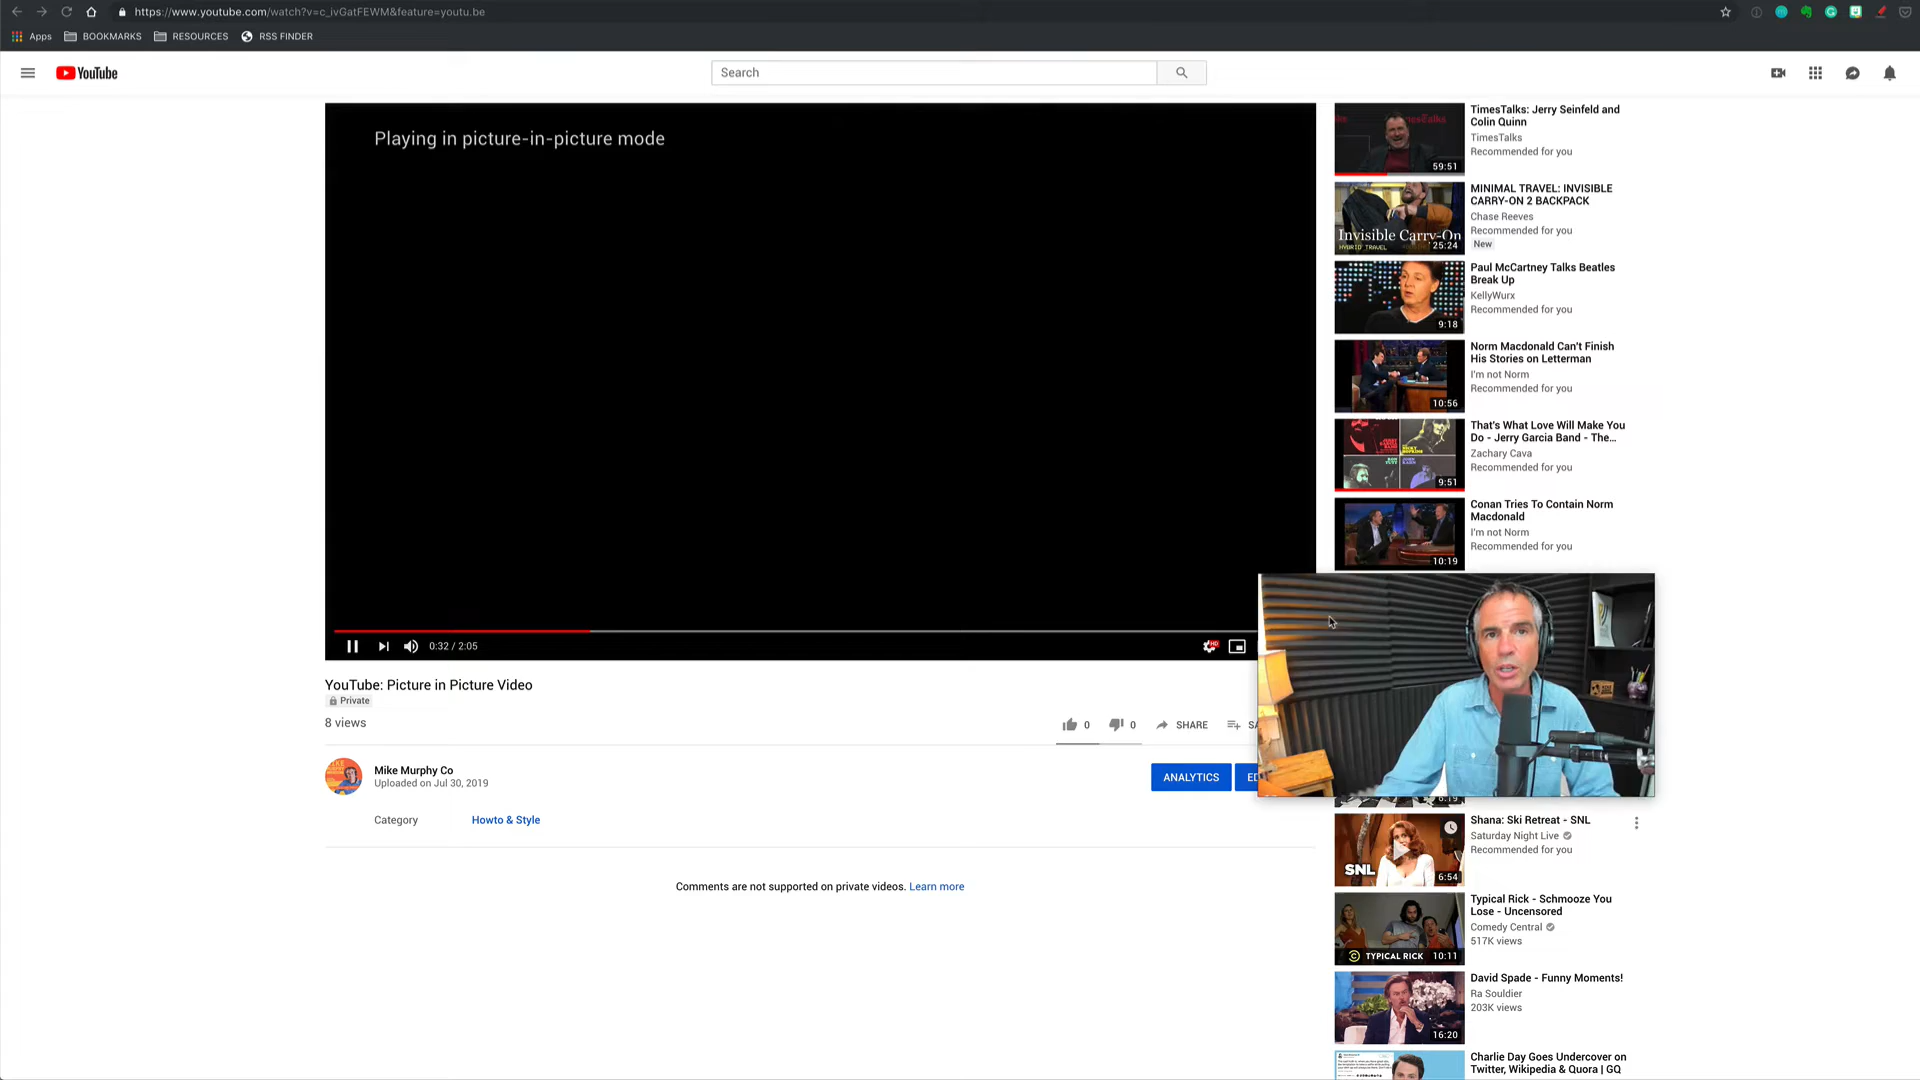 https://www.youtube.com/watch?v=c_ivGatFEWM&feature=youtu.be
Apps
BOOKMARKS
RESOURCES
RSS FINDER
YouTube
Search
Playing in picture-in-picture mode
0:32 / 2:05
HD
YouTube: Picture in Picture Video
Private
8 views
0
0
SHARE
SA
Mike Murphy Co
Uploaded on Jul 30, 2019
ANALYTICS
ED
Category
Howto & Style
Comments are not supported on private videos. Learn more
59:51
TimesTalks: Jerry Seinfeld and
Colin Quinn
TimesTalks
Recommended for you
Invisible Carry-On
HYBRID TRAVEL
25:24
MINIMAL TRAVEL: INVISIBLE
CARRY-ON 2 BACKPACK
Chase Reeves
Recommended for you
New
9:18
Paul McCartney Talks Beatles
Break Up
KellyWurx
Recommended for you
10:56
Norm Macdonald Can't Finish
His Stories on Letterman
I'm not Norm
Recommended for you
9:51
That's What Love Will Make You
Do - Jerry Garcia Band - The...
Zachary Cava
Recommended for you
10:19
Conan Tries To Contain Norm
Macdonald
I'm not Norm
Recommended for you
6:19
SNL
6:54
Shana: Ski Retreat - SNL
Saturday Night Live
Recommended for you
TYPICAL RICK
10:11
Typical Rick - Schmooze You
Lose - Uncensored
Comedy Central
517K views
16:20
David Spade - Funny Moments!
Ra Souldier
203K views
Charlie Day Goes Undercover on
Twitter, Wikipedia & Quora | GQ